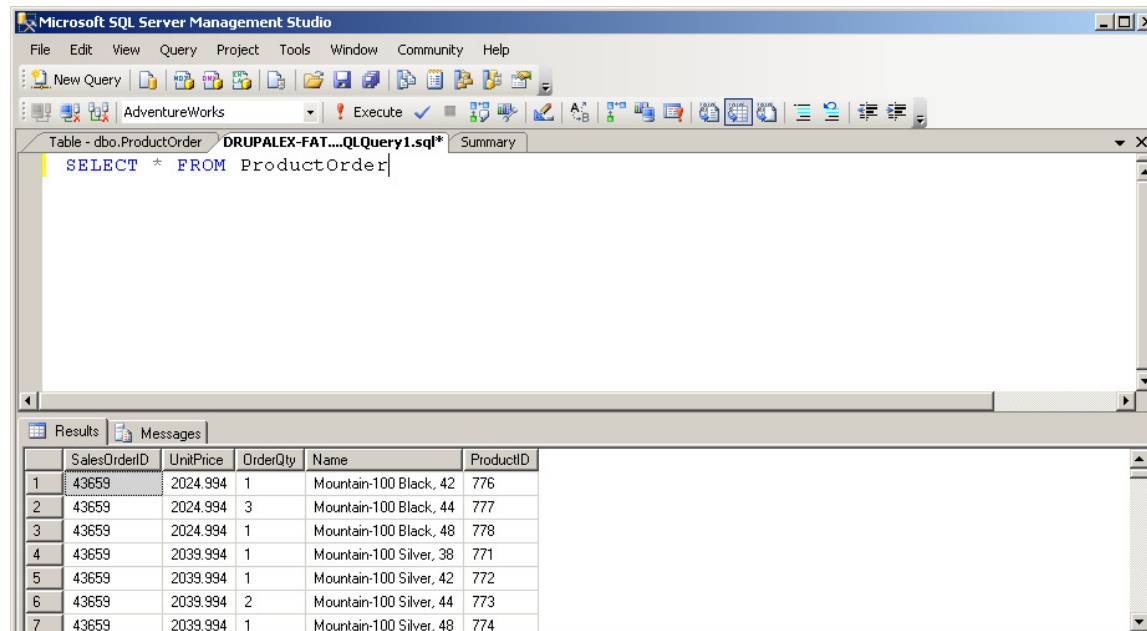 Microsoft SQL Server Management Studio
File Edit View Query Project Tools Window Community Help
New Query
AdventureWorks Execute
Table - dbo.ProductOrder DRUPALEX-FAT....QLQuery1.sql* Summary
SELECT * FROM ProductOrder
Results Messages
SalesOrderID UnitPrice OrderQty Name ProductID
1 43659 2024.994 1 Mountain-100 Black, 42 776
2 43659 2024.994 3 Mountain-100 Black, 44 777
3 43659 2024.994 1 Mountain-100 Black, 48 778
4 43659 2039.994 1 Mountain-100 Silver, 38 771
5 43659 2039.994 1 Mountain-100 Silver, 42 772
6 43659 2039.994 2 Mountain-100 Silver, 44 773
7 43659 2039.994 1 Mountain-100 Silver, 48 774